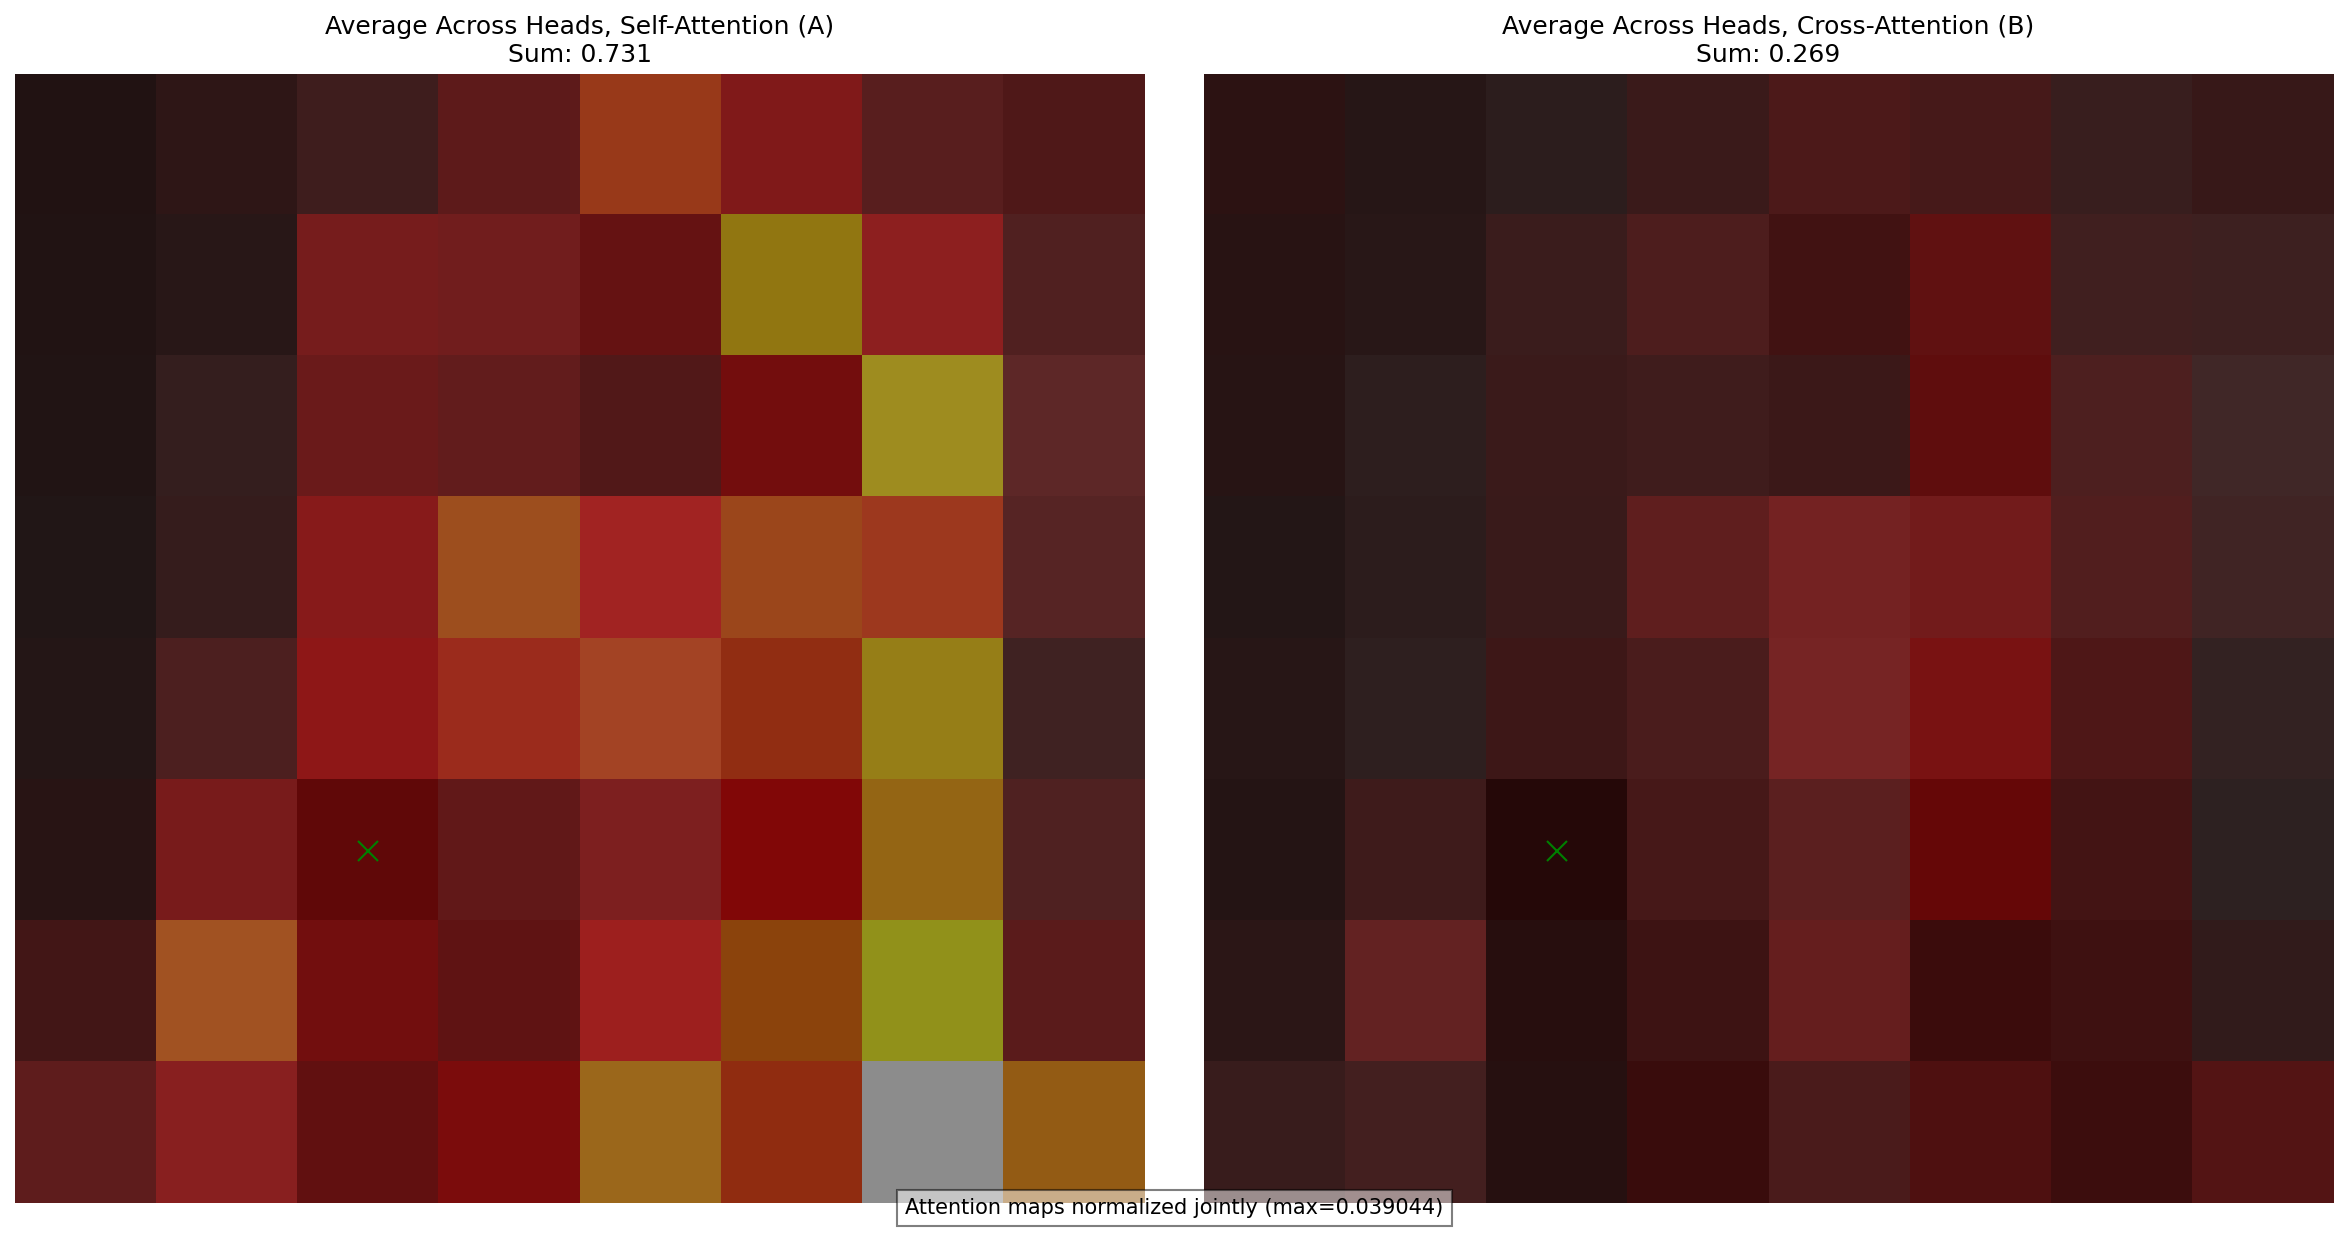 Average Across Heads, Self-Attention (A)
Sum: 0.731
Average Across Heads, Cross-Attention (B)
Sum: 0.269
Attention maps normalized jointly (max=0.039044)